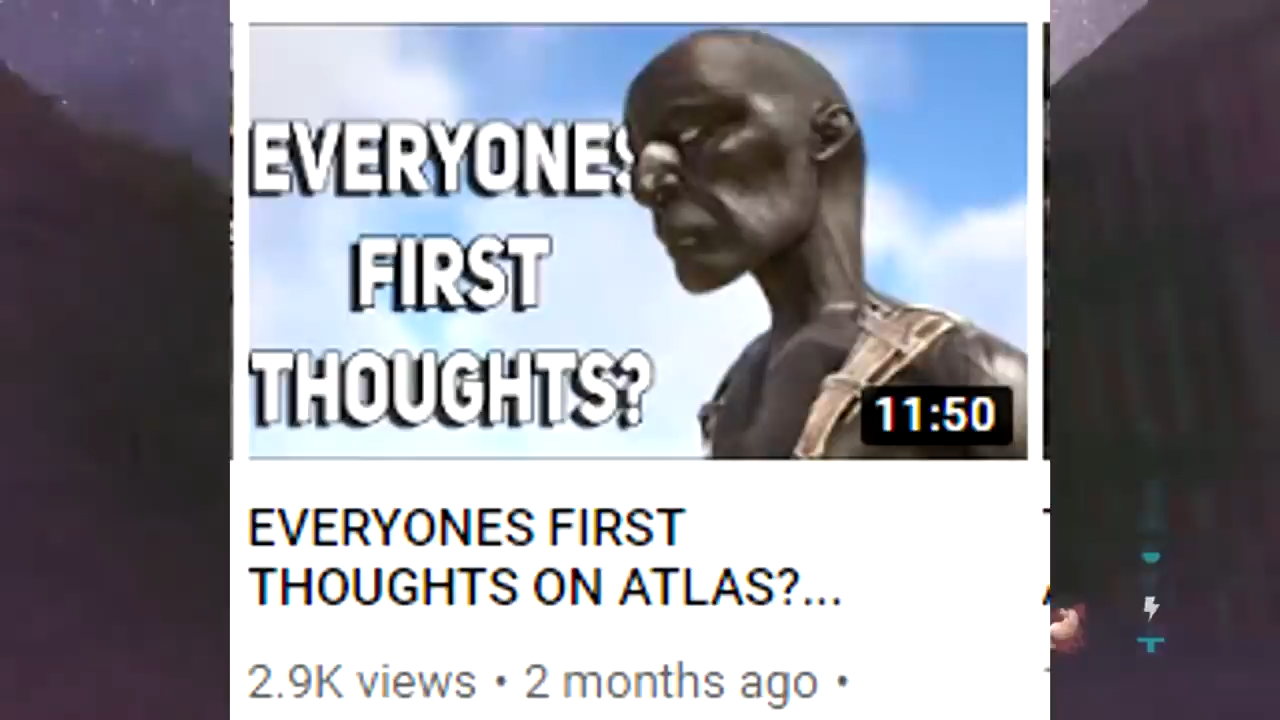 EVERYONES
FIRST
THOUGHTS?
11:50
EVERYONES FIRST
THOUGHTS ON ATLAS?...
2.9K views • 2 months ago •